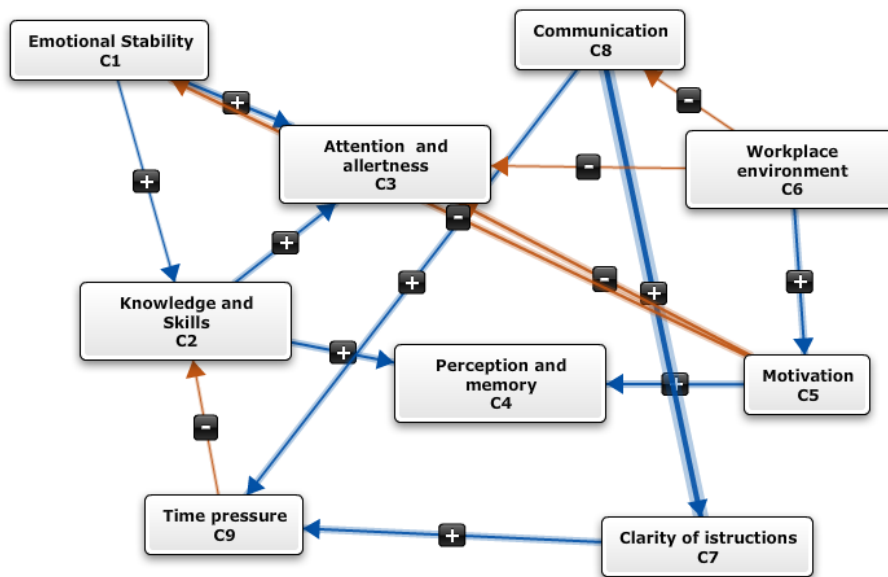 Emotional Stability
C1
Communication
C8
+
-
Attention and
allertness
C3
Workplace
environment
C6
-
+
-
+
+
-
+
+
Knowledge and
Skills
C2
+
Perception and
memory
C4
+
Motivation
C5
-
Time pressure
C9
+
Clarity of istructions
C7